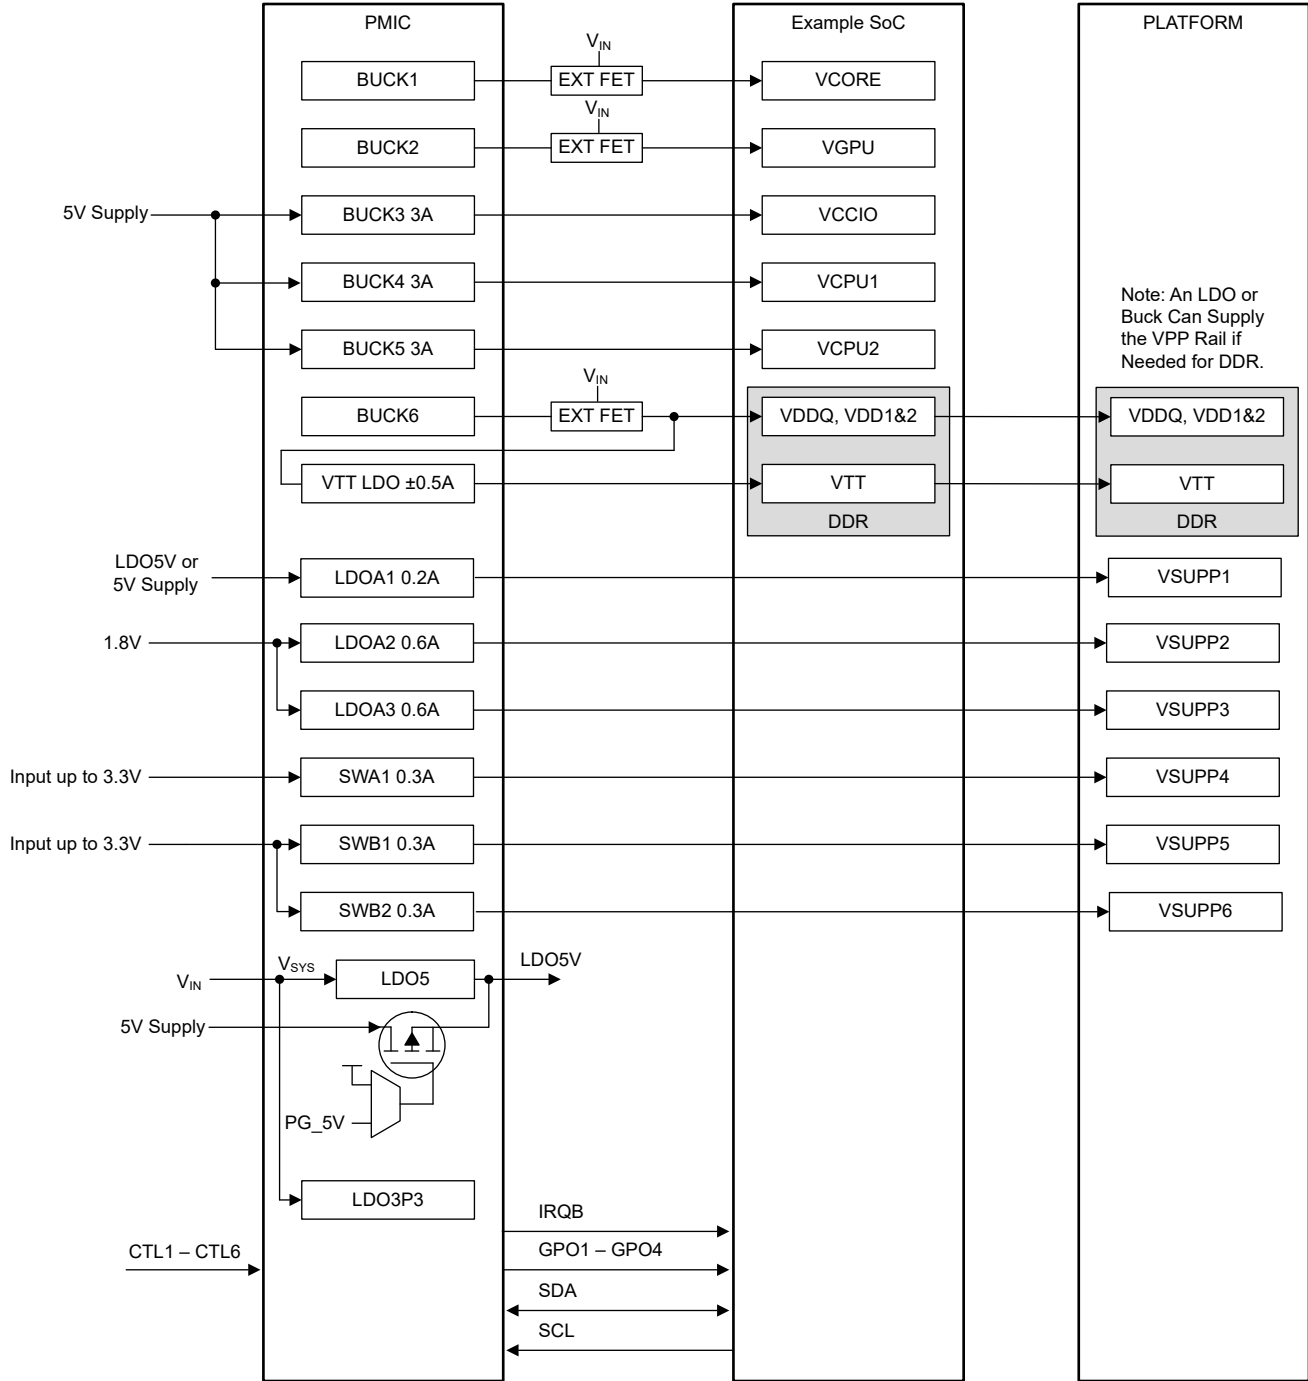 PMIC
Example SoC
PLATFORM
VIN
BUCK1
EXT FET
VCORE
VIN
BUCK2
EXT FET
VGPU
5V Supply
BUCK3 3A
VCCIO
BUCK4 3A
VCPU1
Note: An LDO or
Buck Can Supply
the VPP Rail if
Needed for DDR.
BUCK5 3A
VCPU2
VIN
BUCK6
EXT FET
VDDQ, VDD1&2
VDDQ, VDD1&2
VTT LDO ±0.5A
VTT
VTT
DDR
DDR
LDO5V or
5V Supply
LDOA1 0.2A
VSUPP1
1.8V
LDOA2 0.6A
VSUPP2
LDOA3 0.6A
VSUPP3
Input up to 3.3V
SWA1 0.3A
VSUPP4
Input up to 3.3V
SWB1 0.3A
VSUPP5
SWB2 0.3A
VSUPP6
VIN
VSYS
LDO5
LDO5V
5V Supply
PG_5V
LDO3P3
IRQB
CTL1 – CTL6
GPO1 – GPO4
SDA
SCL